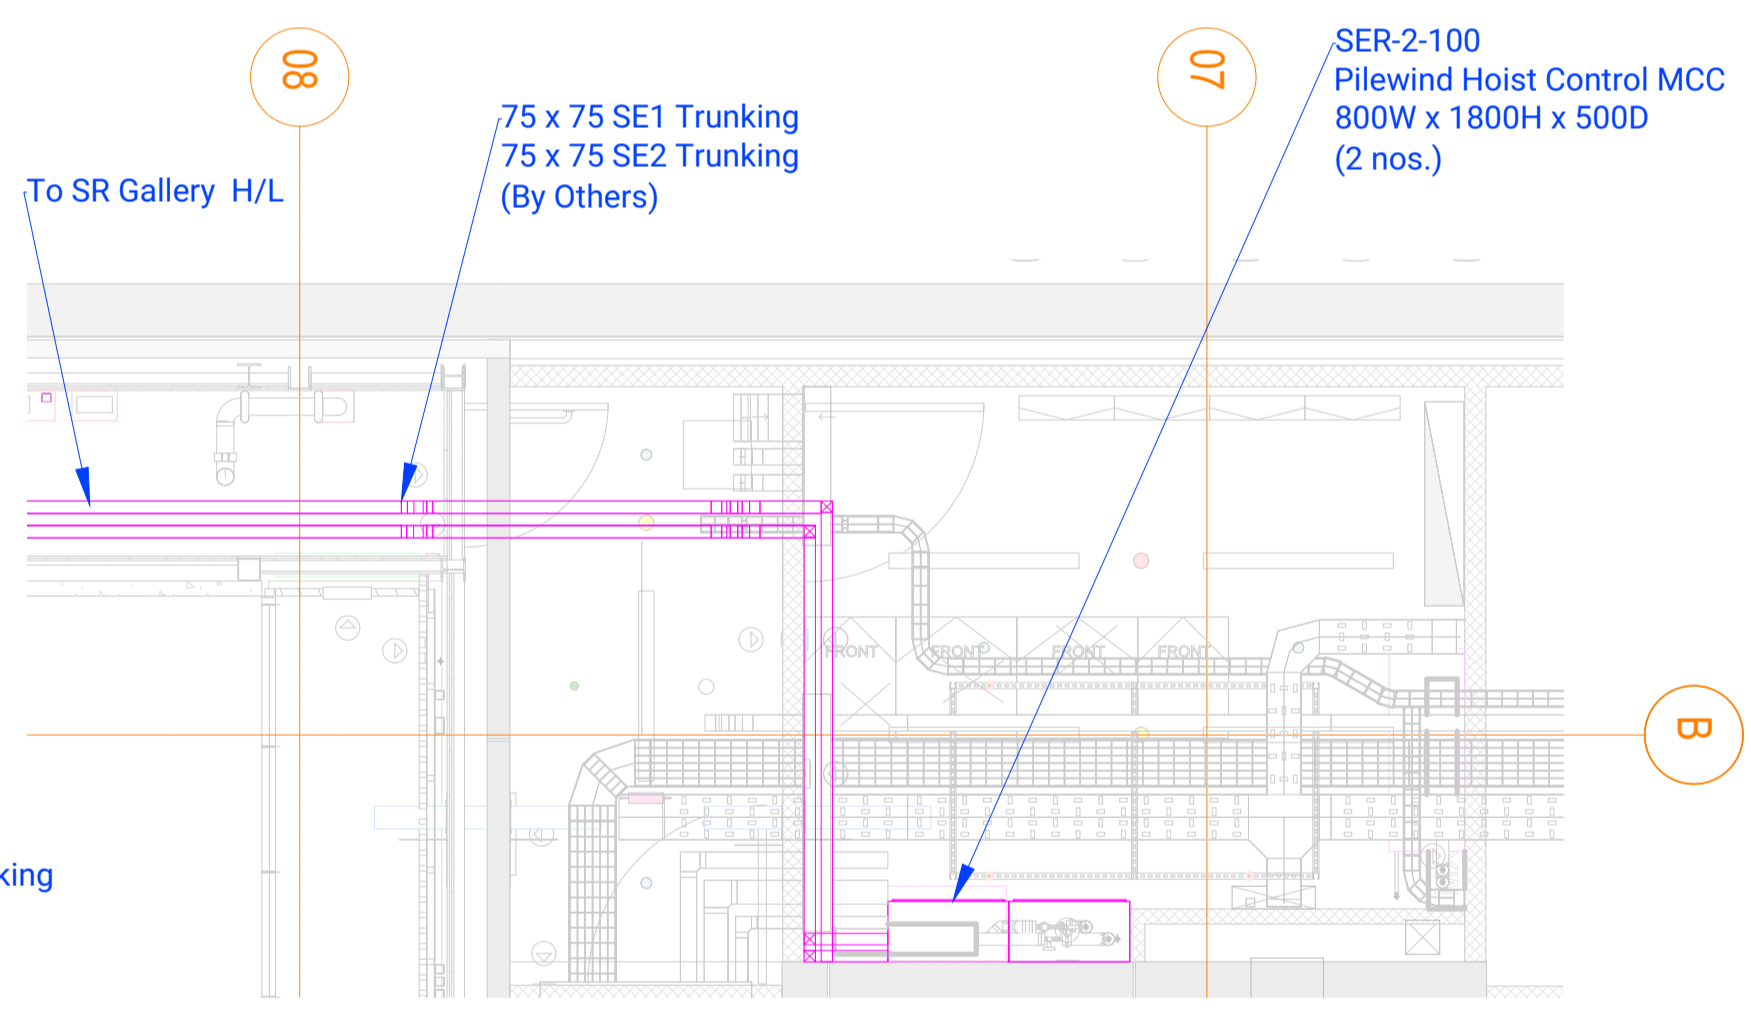 08
07
SER-2-100
Pilewind Hoist Control MCC
800W x 1800H x 500D
(2 nos.)
75 x 75 SE1 Trunking
75 x 75 SE2 Trunking
(By Others)
To SR Gallery H/L
FRONT FRONT FRONT FRONT
B
king